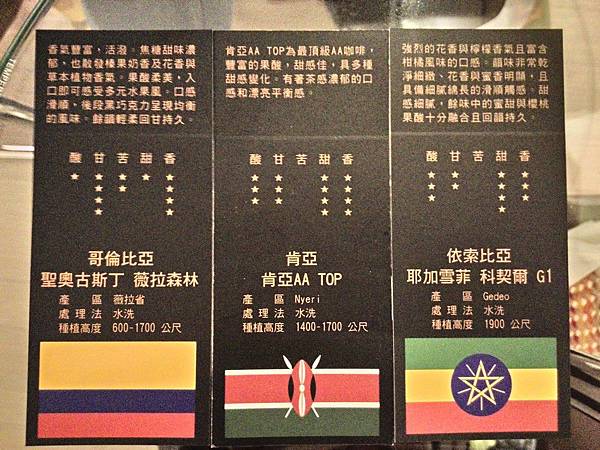 香氣豐富，活潑。焦糖甜味濃
郁，也散發榛果奶香及花香與
草本植物香氣。果酸柔美，入
口即可感受多元水果風。口感
滑順、後段黑巧克力呈現均衡
的風味。餘韻輕柔回甘持久。
酸 甘 苦 甜 香
哥倫比亞
聖奧古斯丁 薇拉森林
產 區 薇拉省
處 理 法 水洗
種植高度 600-1700 公尺
肯亞AA TOP為最頂級AA咖啡，
豐富的果酸，甜感佳，具多種
甜感變化。有著茶感濃郁的口
感和漂亮平衡感。
酸 甘 苦 甜 香
肯亞
肯亞AA TOP
產 區 Nyeri
處 理 法 水洗
種植高度 1400-1700 公尺
強烈的花香與檸檬香氣且富含
柑橘風味的口感。韻味非常乾
淨細緻、花香與蜜香明顯，且
具備細膩綿長的滑順觸感、甜
感細膩，餘味中的蜜甜與櫻桃
果酸十分融合且回韻持久。
酸 甘 苦 甜 香
依索比亞
耶加雪菲 科契爾 G1
產 區 Gedeo
處 理 法 水洗
種植高度 1900 公尺